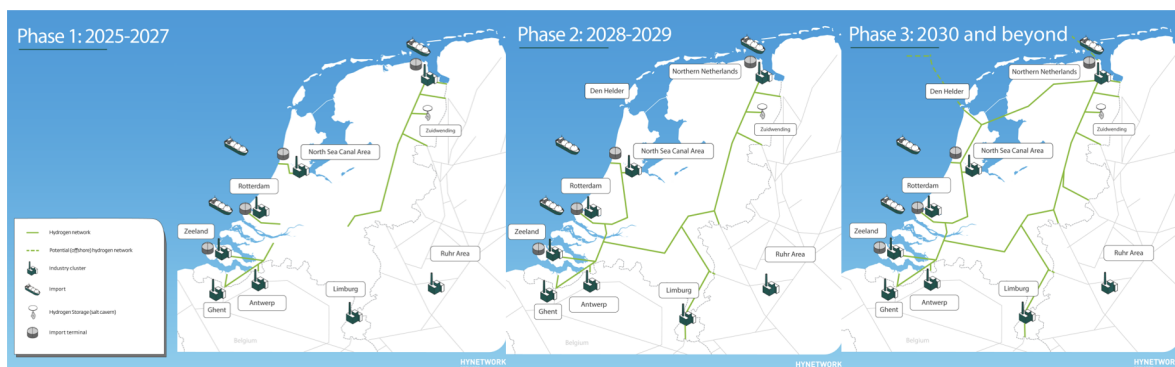 Phase 1: 2025-2027
North Sea Canal Area
Zuidwending
Rotterdam
Zeeland
Ruhr Area
Limburg
Antwerp
Ghent
Belgium
Hydrogen network
Potential (offshore) hydrogen network
Industry cluster
Import
Hydrogen Storage (salt cavern)
Import terminal
HYNETWORK
Phase 2: 2028-2029
Northern Netherlands
Den Helder
Zuidwending
North Sea Canal Area
Rotterdam
Zeeland
Ruhr Area
Limburg
Antwerp
Ghent
Belgium
HYNETWORK
Phase 3: 2030 and beyond
Northern Netherlands
Den Helder
Zuidwending
North Sea Canal Area
Rotterdam
Zeeland
Ruhr Area
Limburg
Antwerp
Ghent
Belgium
HYNETWORK